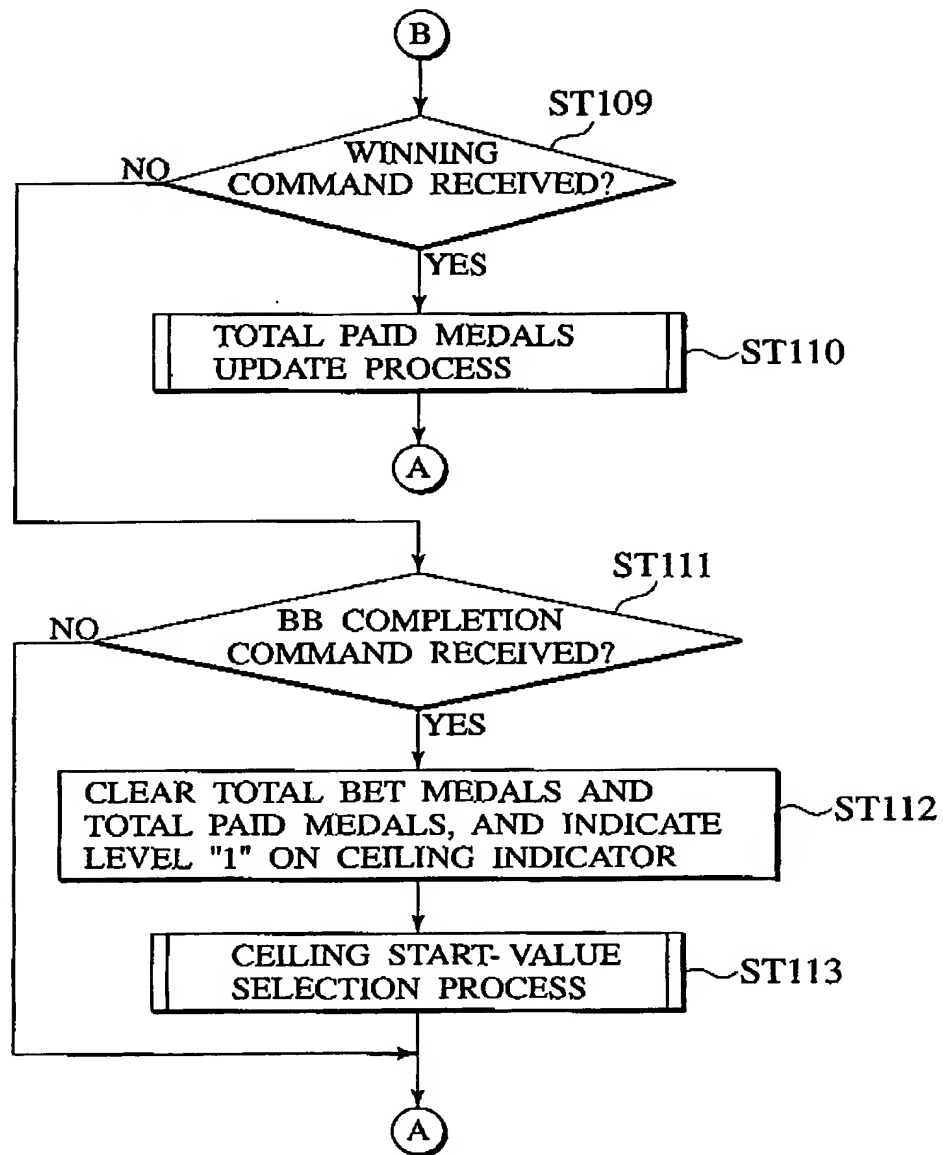 B
ST109
WINNING
COMMAND RECEIVED?
NO
YES
TOTAL PAID MEDALS
UPDATE PROCESS
ST110
A
ST111
BB COMPLETION
COMMAND RECEIVED?
NO
YES
CLEAR TOTAL BET MEDALS AND
TOTAL PAID MEDALS, AND INDICATE
LEVEL "1" ON CEILING INDICATOR
ST112
CEILING START-VALUE
SELECTION PROCESS
ST113
A